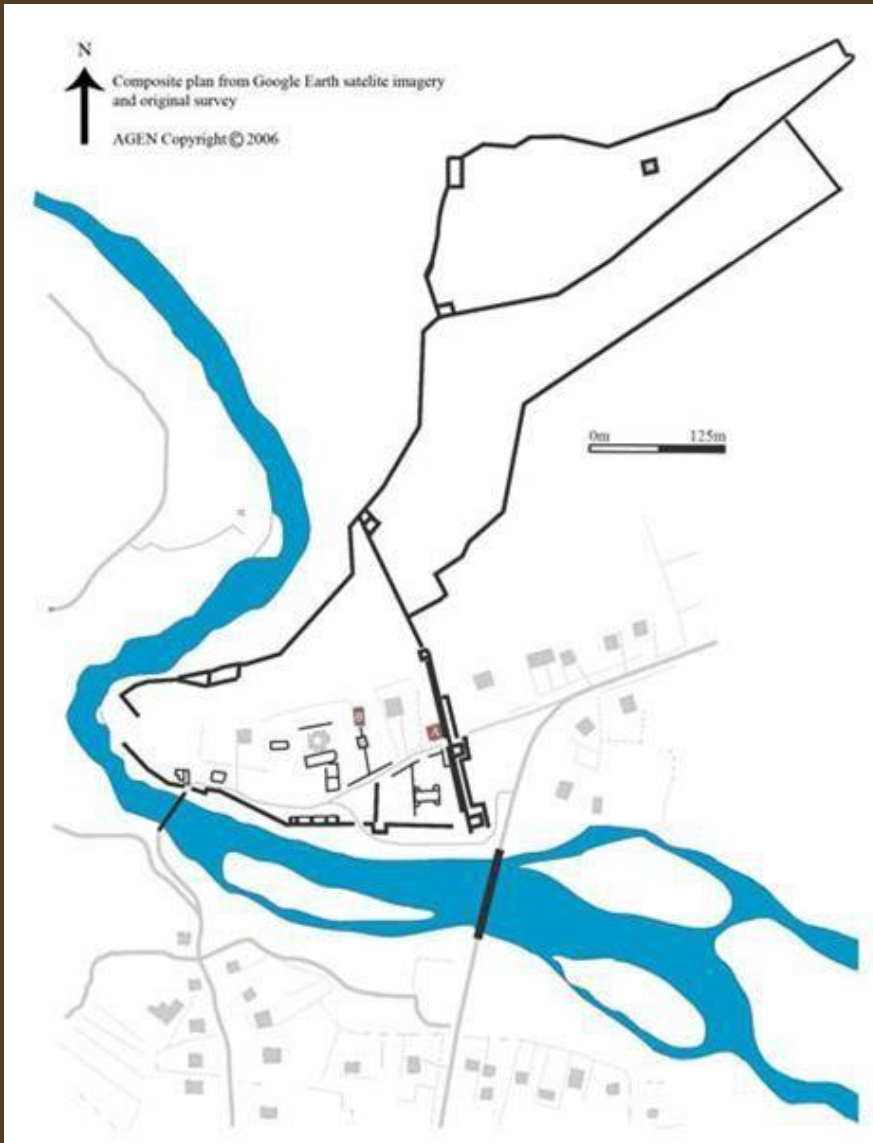 N
Composite plan from Google Earth satelite imagery
and original survey
AGEN Copyright © 2006
0m 125m
A